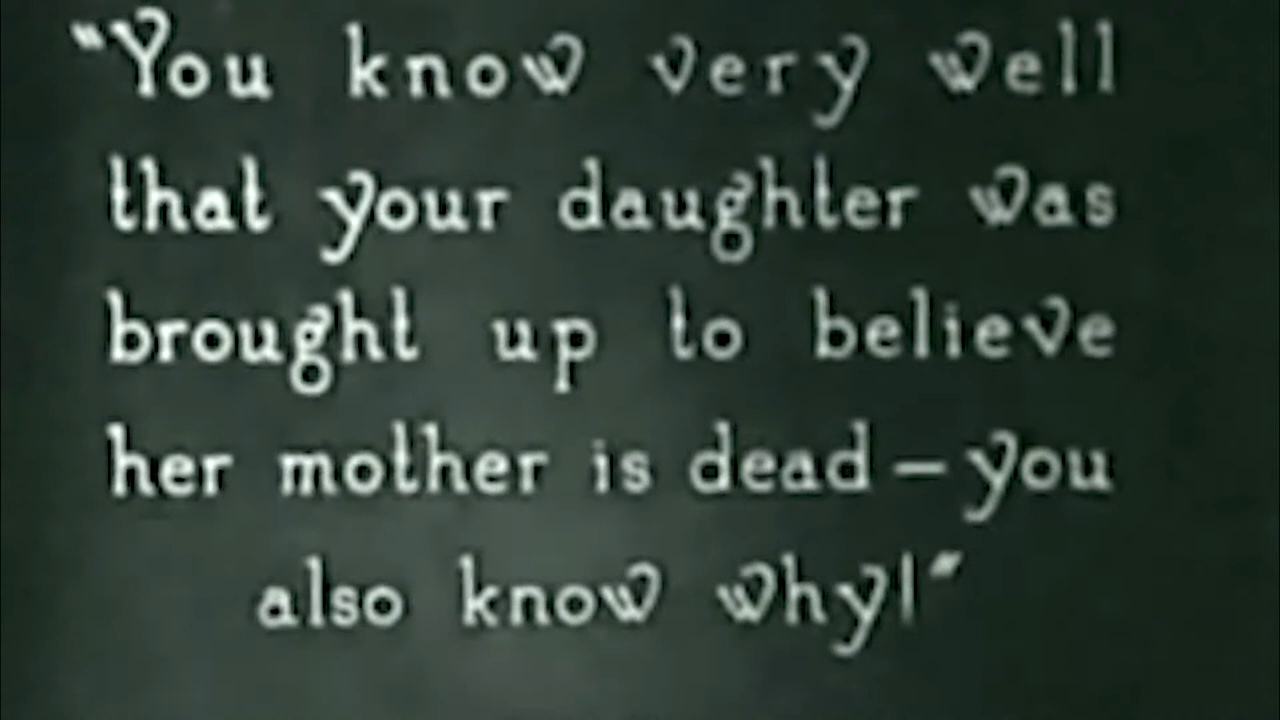 "You know very well
that your daughter was
brought up to believe
her mother is dead — you
also know why!"